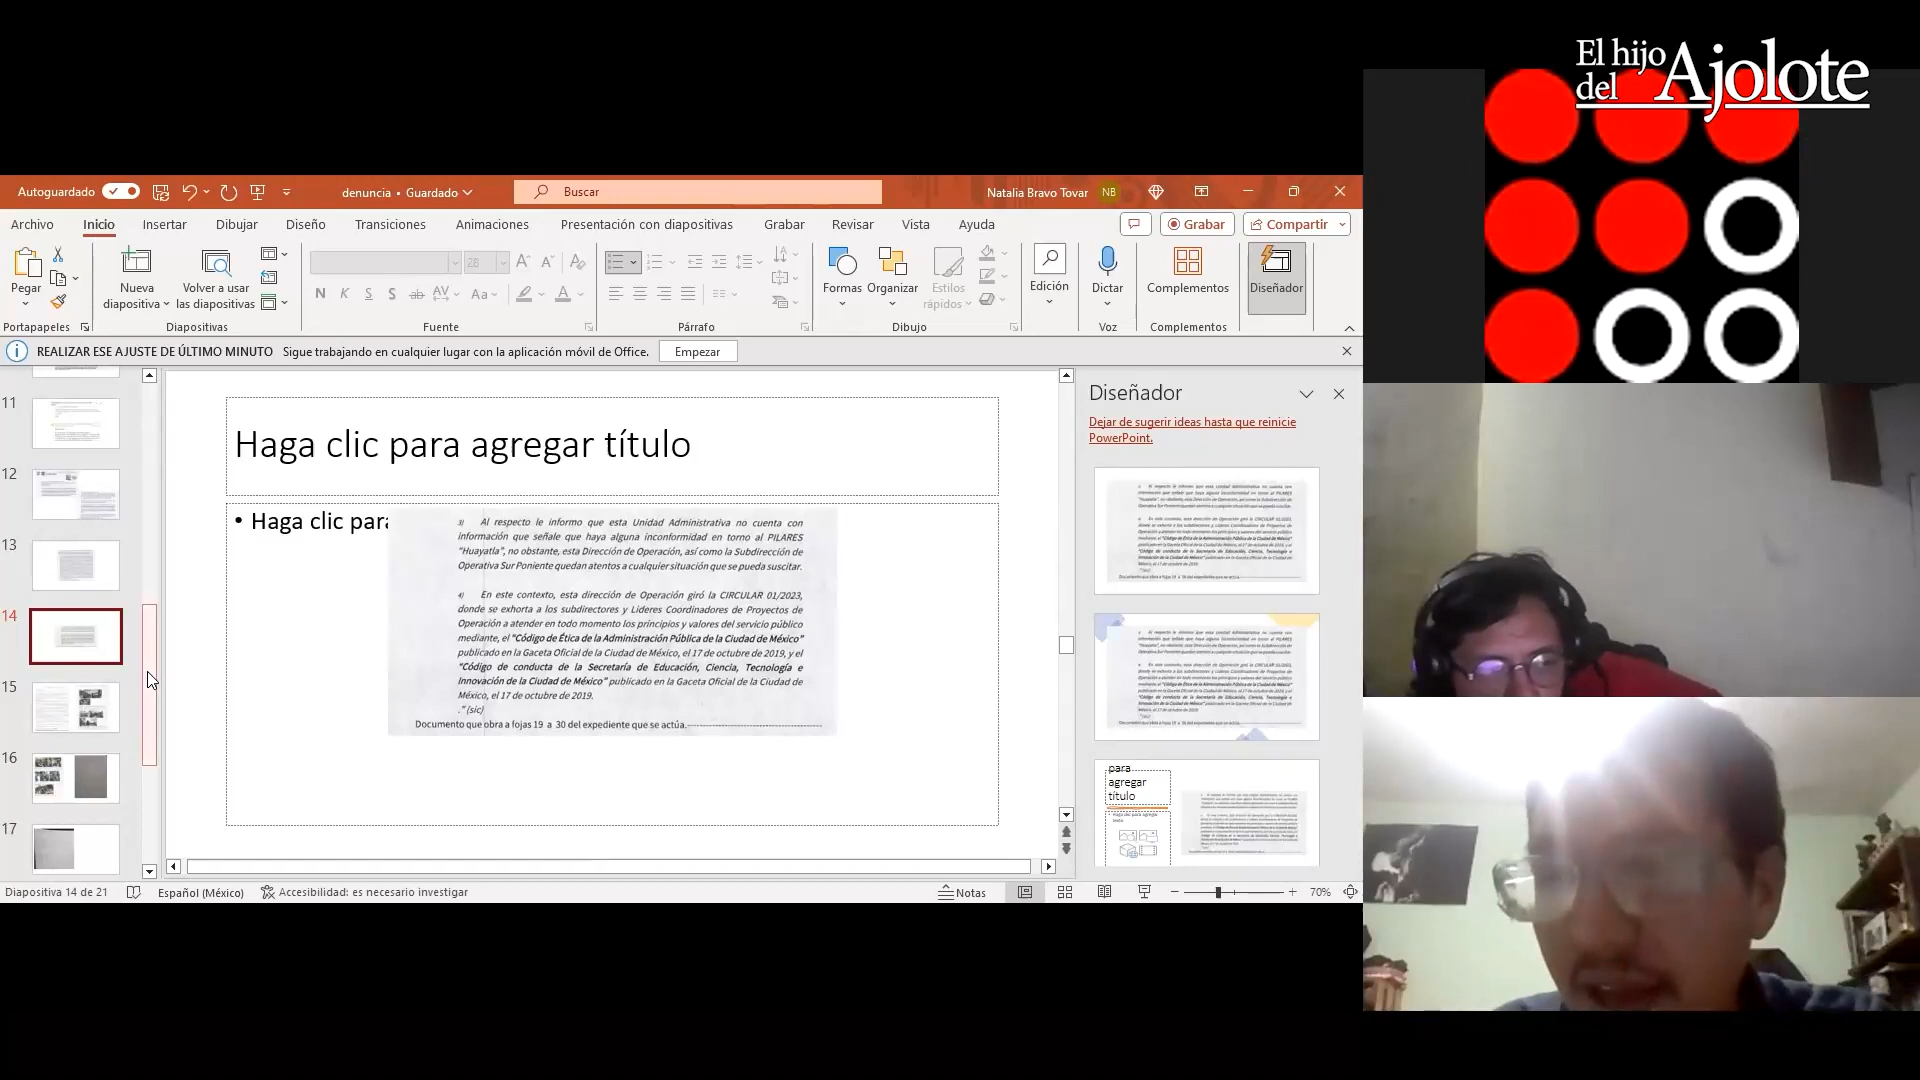 El hijo
del Ajolote
Autoguardado
denuncia • Guardado
Buscar
Natalia Bravo Tovar
NB
Archivo Inicio Insertar Dibujar Diseño Transiciones Animaciones Presentación con diapositivas Grabar Revisar Vista Ayuda
Grabar
Compartir
Pegar
Nueva
diapositiva
Volver a usar
las diapositivas
28
N K S S ab AV Aa A
Formas
Organizar
Estilos
rápidos
Edición
Dictar
Complementos
Diseñador
Portapapeles
Diapositivas
Fuente
Párrafo
Dibujo
Voz
Complementos
REALIZAR ESE AJUSTE DE ÚLTIMO MINUTO Sigue trabajando en cualquier lugar con la aplicación móvil de Office. Empezar
11
12
13
14
15
16
17
Haga clic para agregar título
• Haga clic para
3) Al respecto le informo que esta Unidad Administrativa no cuenta con
información que señale que haya alguna inconformidad en torno al PILARES
"Huayatla", no obstante, esta Dirección de Operación, así como la Subdirección de
Operativa Sur Poniente quedan atentos a cualquier situación que se pueda suscitar.
4) En este contexto, esta dirección de Operación giró la CIRCULAR 01/2023,
donde se exhorta a los subdirectores y Lideres Coordinadores de Proyectos de
Operación a atender en todo momento los principios y valores del servicio público
mediante, el "Código de Ética de la Administración Pública de la Ciudad de México"
publicado en la Gaceta Oficial de la Ciudad de México, el 17 de octubre de 2019, y el
"Código de conducta de la Secretaría de Educación, Ciencia, Tecnología e
Innovación de la Ciudad de México" publicado en la Gaceta Oficial de la Ciudad de
México, el 17 de octubre de 2019.
." (sic)
Documento que obra a fojas 19 a 30 del expediente que se actúa.
Diseñador
Dejar de sugerir ideas hasta que reinicie
PowerPoint.
para
agregar
título
Diapositiva 14 de 21
Español (México)
Accesibilidad: es necesario investigar
Notas
70%